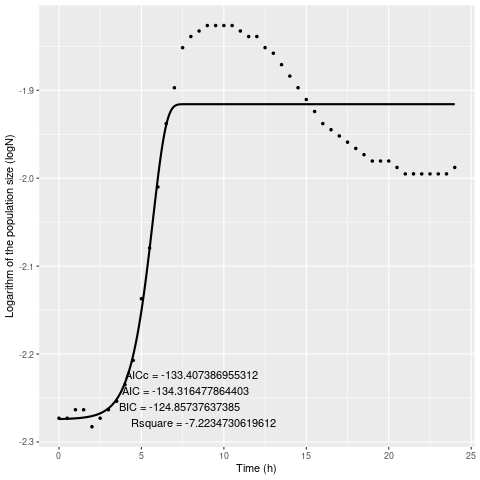 -1.9
-2.0
-2.1
-2.2
-2.3
Logarithm of the population size (logN)
AICc = -133.407386955312
AIC = -134.316477864403
BIC = -124.85737637385
Rsquare = -7.2234730619612
0
5
10
15
20
25
Time (h)